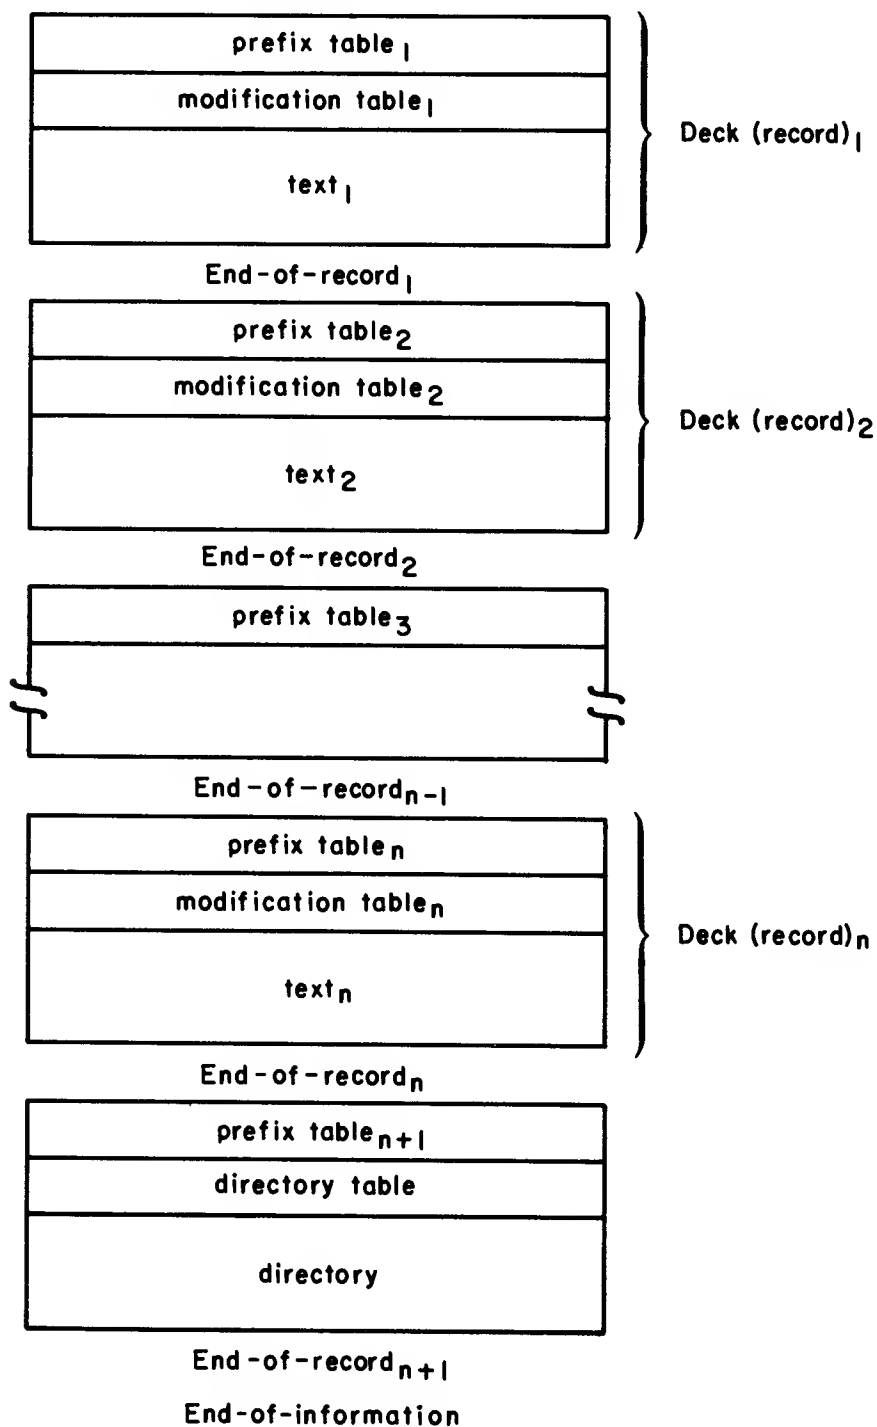 prefix table₁
modification table₁
Deck (record)₁
text₁
End-of-record₁
prefix table₂
modification table₂
Deck (record)₂
text₂
End-of-record₂
prefix table₃
End-of-recordₙ₋₁
prefix tableₙ
modification tableₙ
Deck (record)ₙ
textₙ
End-of-recordₙ
prefix tableₙ₊₁
directory table
directory
End-of-recordₙ₊₁
End-of-information